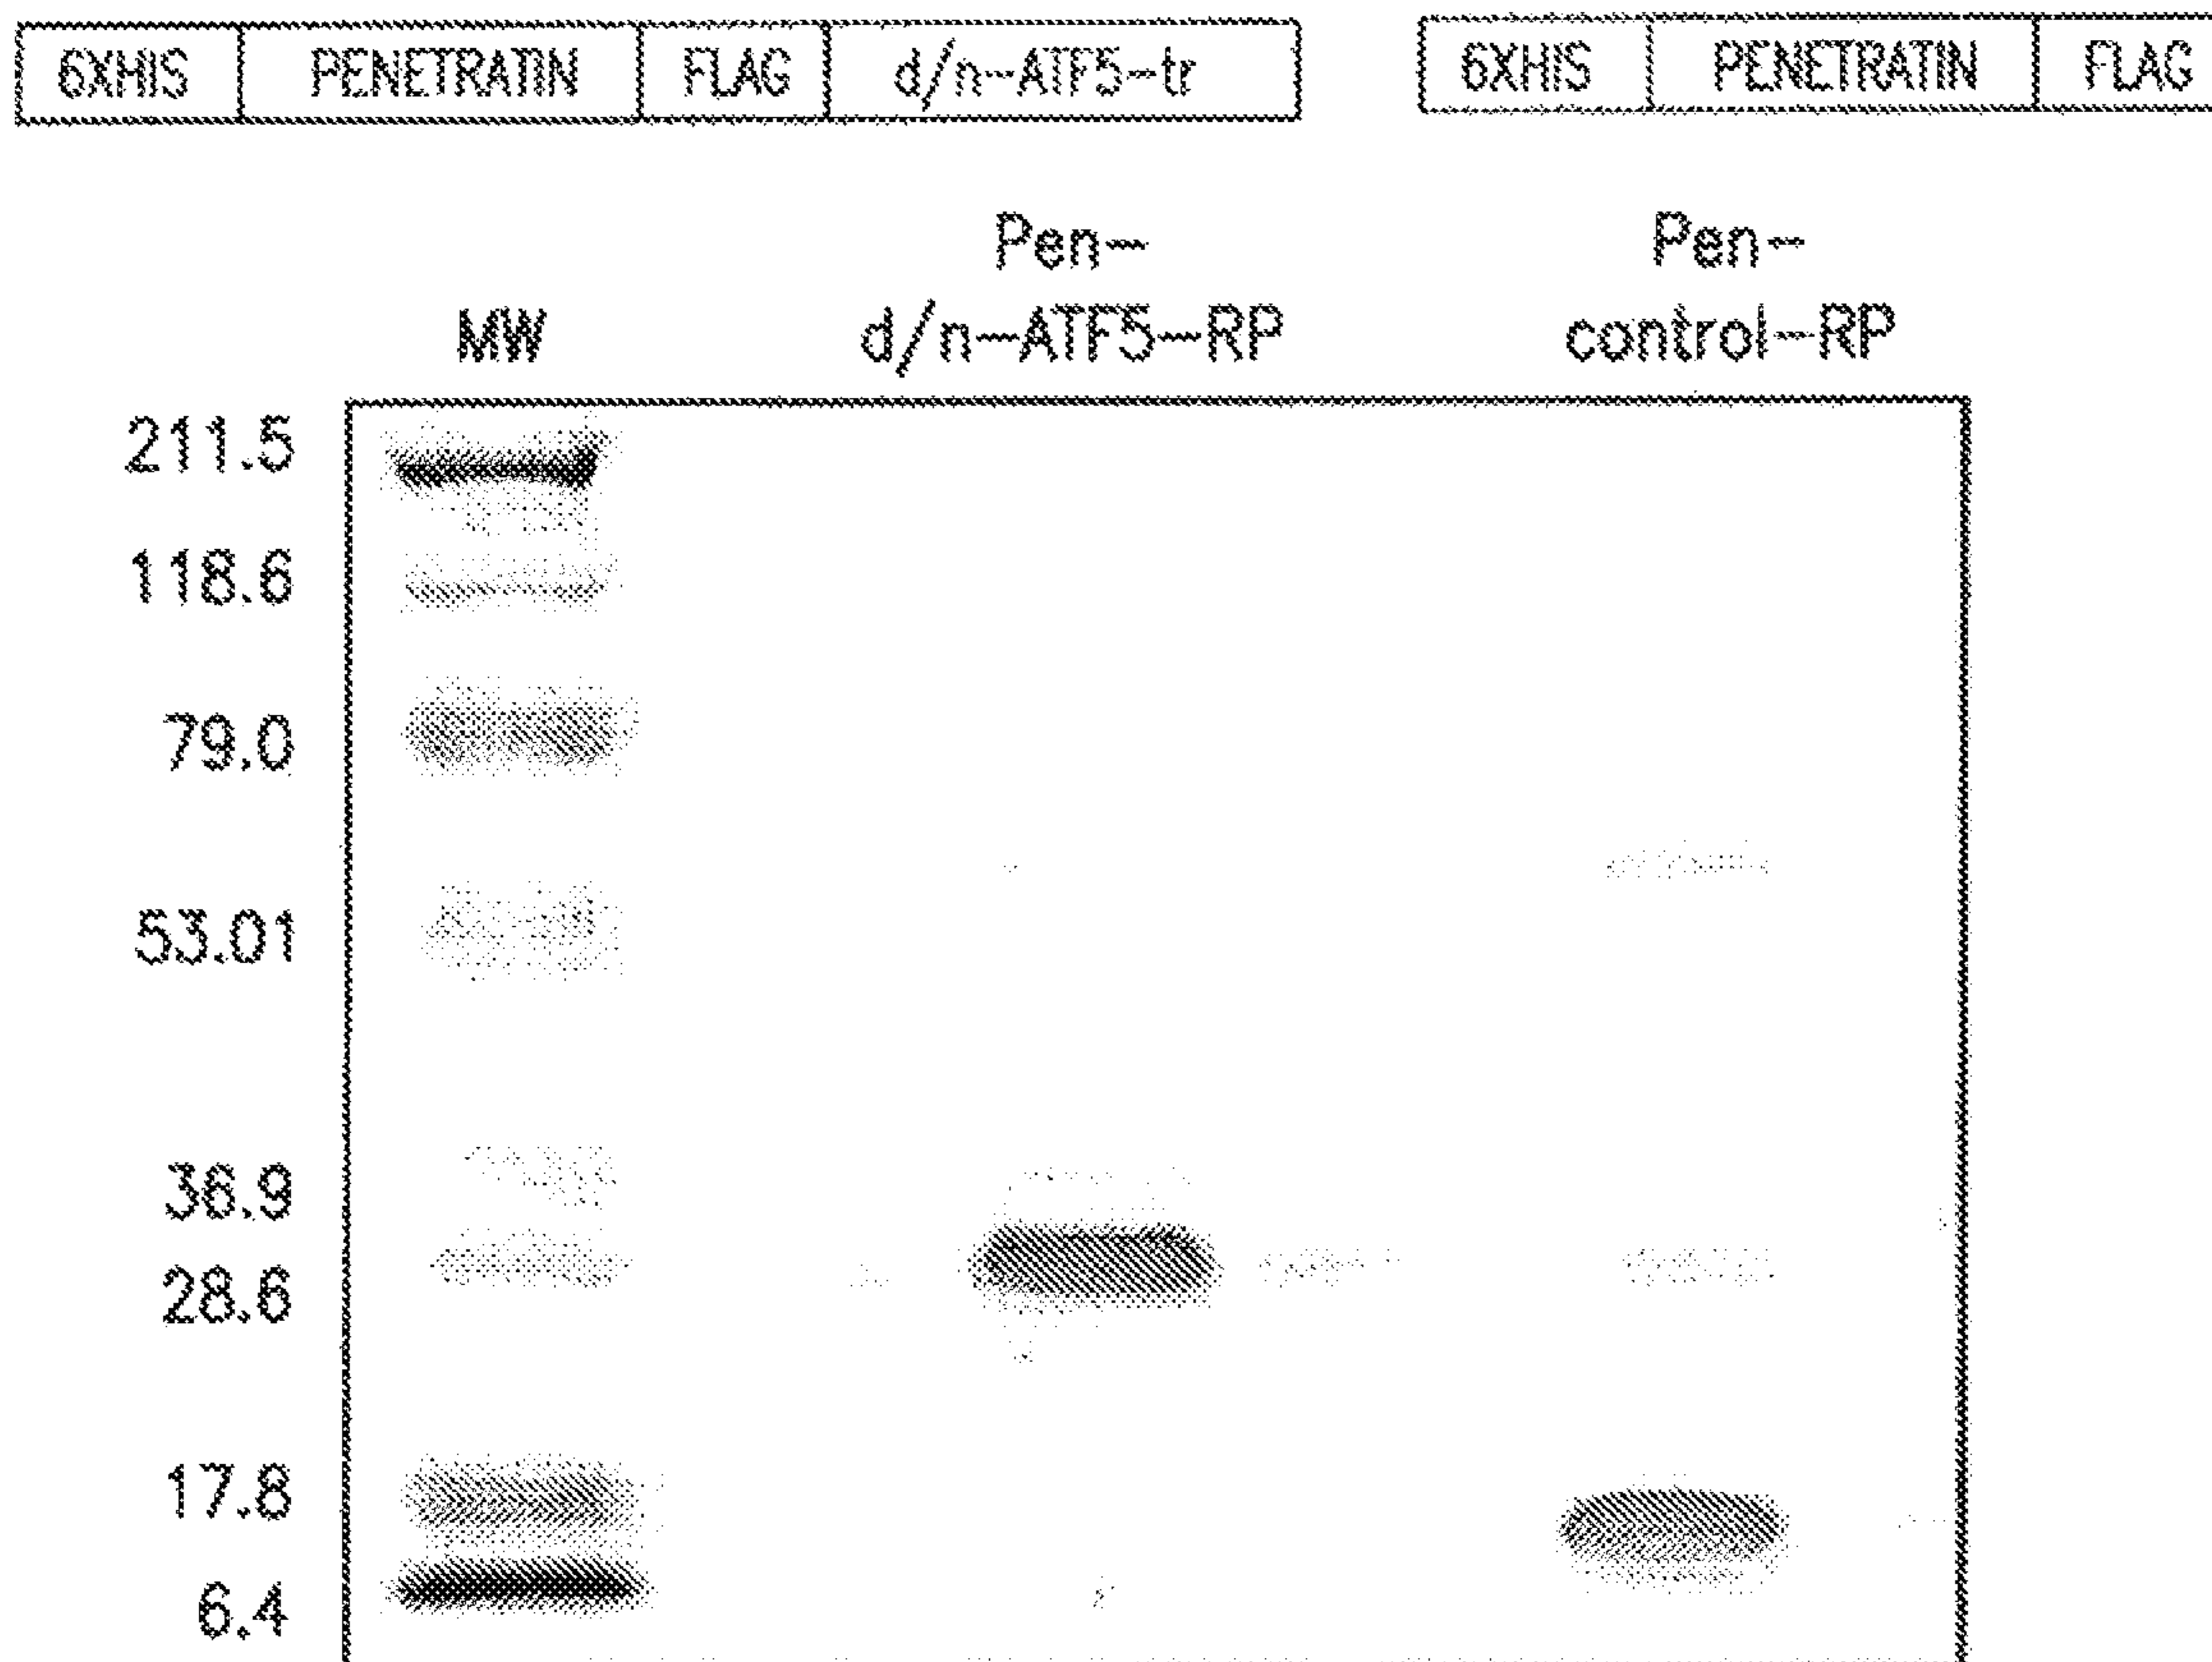 6XHIS PENETRATIN FLAG d/n-ATF5-tr 6XHIS PENETRATIN FLAG
Pen- Pen-
MW d/n-ATF5-RP control-RP
211.5
118.6
79.0
53.01
36.9
28.6
17.8
6.4